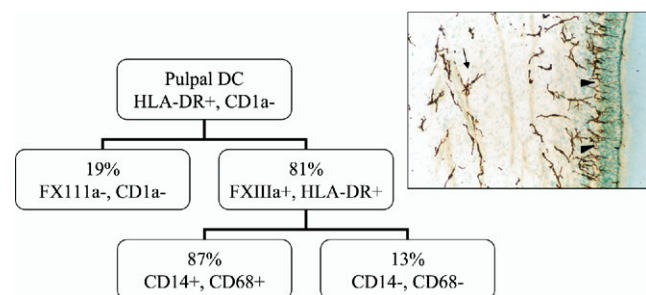 Pulpal DC
HLA-DR+, CD1a-
19%
FX111a-, CD1a-
81%
FXIIIa+, HLA-DR+
87%
CD14+, CD68+
13%
CD14-, CD68-